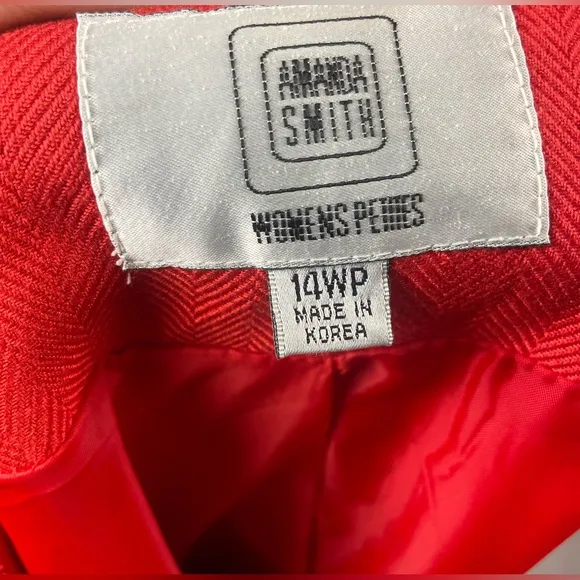 AMANDA
SMITH
WOMENS PETITES
14WP
MADE IN
KOREA